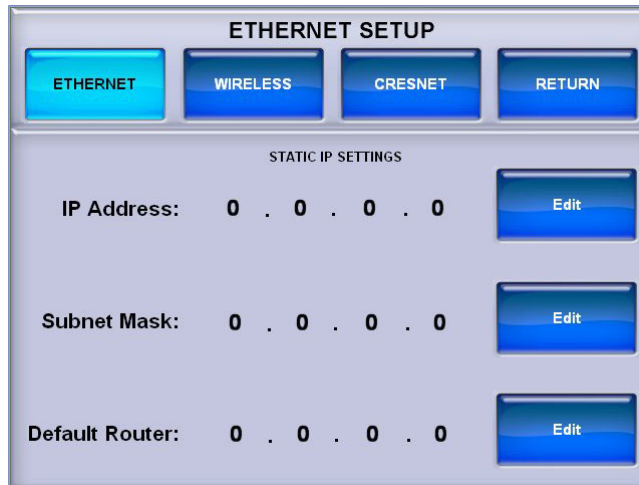 ETHERNET SETUP
ETHERNET WIRELESS CRESNET RETURN
STATIC IP SETTINGS
IP Address: 0 . 0 . 0 . 0 Edit
Subnet Mask: 0 . 0 . 0 . 0 Edit
Default Router: 0 . 0 . 0 . 0 Edit